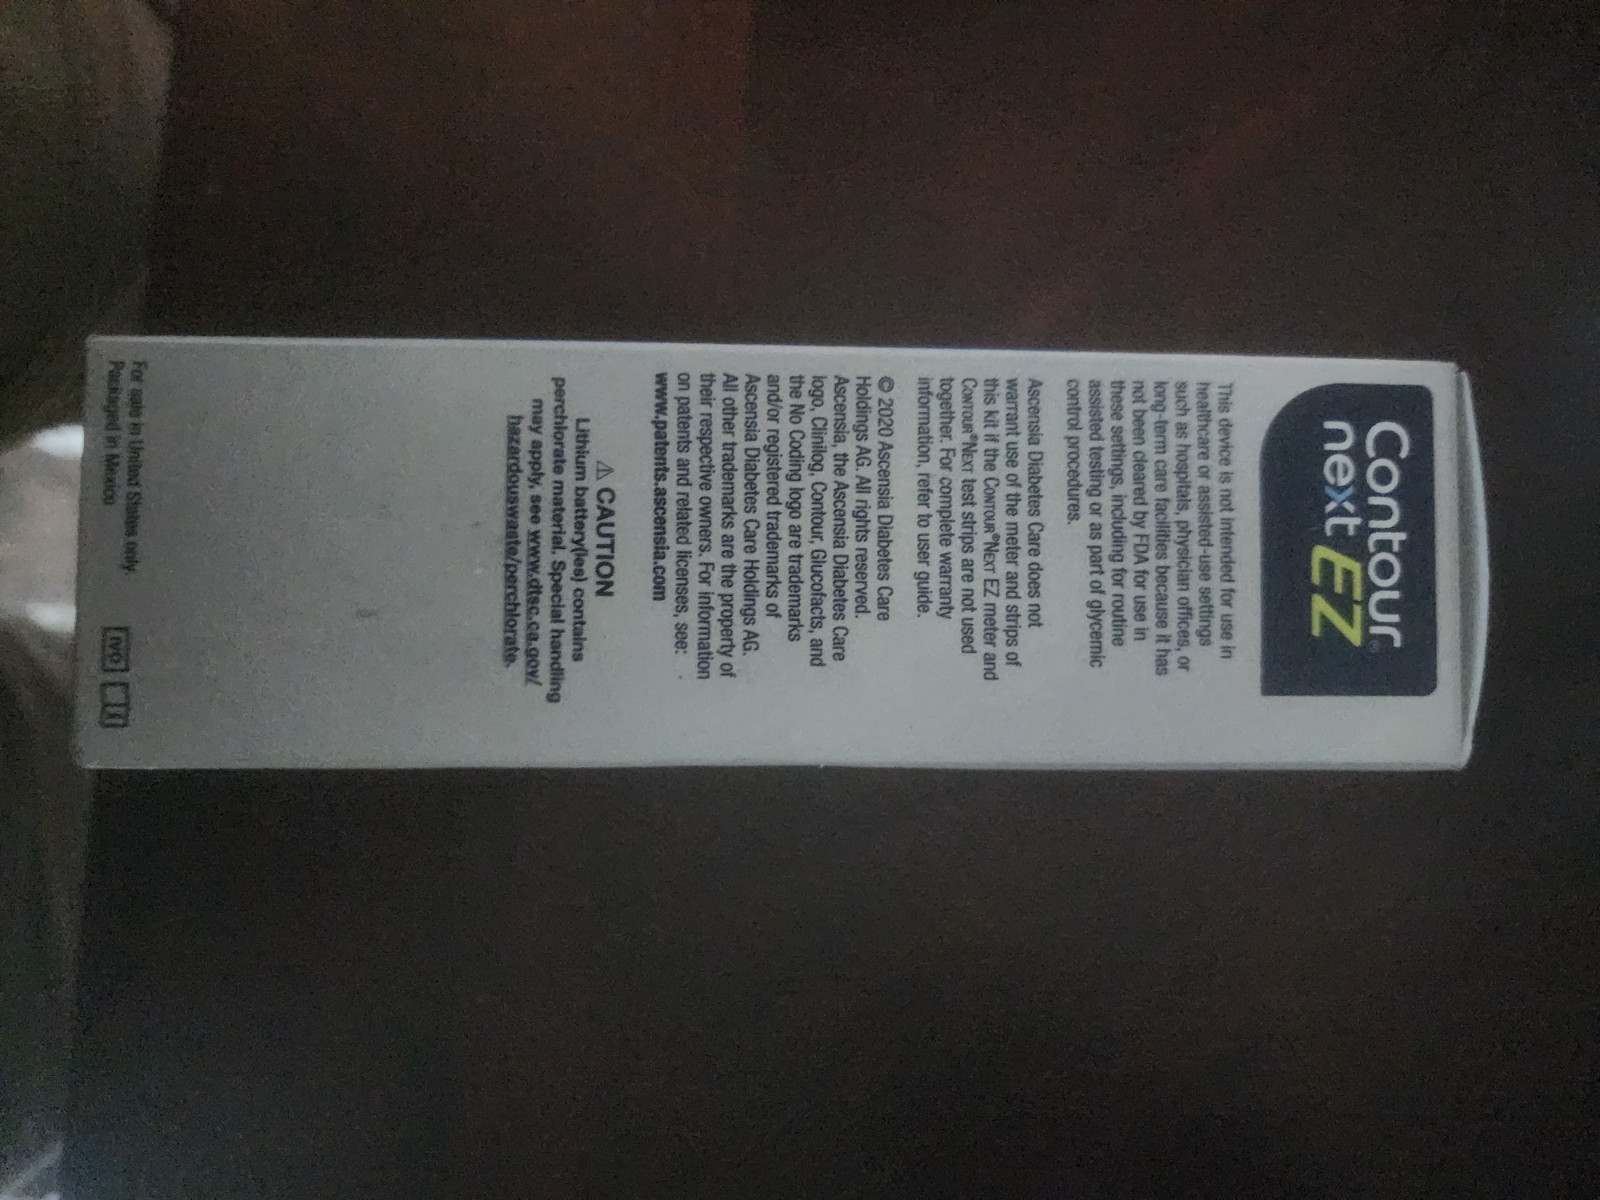 Contour®
next EZ
This device is not intended for use in
healthcare or assisted-use settings
such as hospitals, physician offices, or
long-term care facilities because it has
not been cleared by FDA for use in
these settings, including for routine
assisted testing or as part of glycemic
control procedures.
Ascensia Diabetes Care does not
warrant use of the meter and strips of
this kit if the CONTOUR®NEXT EZ meter and
CONTOUR®NEXT test strips are not used
together. For complete warranty
information, refer to user guide.
© 2020 Ascensia Diabetes Care
Holdings AG. All rights reserved.
Ascensia, the Ascensia Diabetes Care
logo, Clinilog, Contour, Glucofacts, and
the No Coding logo are trademarks
and/or registered trademarks of
Ascensia Diabetes Care Holdings AG.
All other trademarks are the property of
their respective owners. For information
on patents and related licenses, see:
www.patents.ascensia.com
⚠ CAUTION
Lithium battery(ies) contains
perchlorate material. Special handling
may apply, see www.dtsc.ca.gov/
hazardouswaste/perchlorate.
For sale in United States only.
Packaged in Mexico
IVD